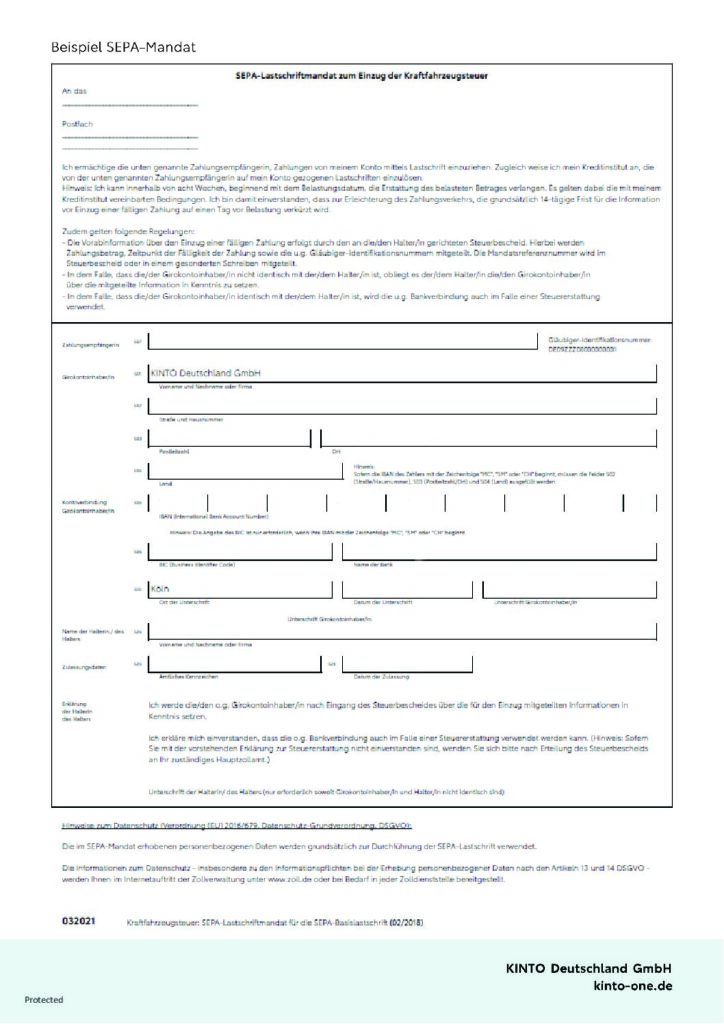 Beispiel SEPA-Mandat
SEPA-Lastschriftmandat zum Einzug der Kraftfahrzeugsteuer
An das
Postfach
Ich ermächtige die unten genannte Zahlungsempfängerin, Zahlungen von meinem Konto mittels Lastschrift einzuziehen. Zugleich weise ich mein Kreditinstitut an, die
von der unten genannten Zahlungsempfängerin auf mein Konto gezogenen Lastschriften einzulösen.
Hinweis: Ich kann innerhalb von acht Wochen, beginnend mit dem Belastungsdatum, die Erstattung des belasteten Betrages verlangen. Es gelten dabei die mit meinem
Kreditinstitut vereinbarten Bedingungen. Ich bin damit einverstanden, dass zur Erleichterung des Zahlungsverkehrs, die grundsätzlich 14-tägige Frist für die Information
vor Einzug einer fälligen Zahlung auf einen Tag vor Belastung verkürzt wird.
Zudem gelten folgende Regelungen:
- Die Vorabinformation über den Einzug einer fälligen Zahlung erfolgt durch den an die/den Halter/in gerichteten Steuerbescheid. Hierbei werden
Zahlungsbetrag, Zeitpunkt der Fälligkeit der Zahlung sowie die u.g. Gläubiger-Identifikationsnummern mitgeteilt. Die Mandatsreferenznummer wird im
Steuerbescheid oder in einem gesonderten Schreiben mitgeteilt.
- In dem Falle, dass die/der Girokontoinhaber/in nicht identisch mit der/dem Halter/in ist, obliegt es der/dem Halter/in die/den Girokontoinhaber/in
über die mitgeteilte Information in Kenntnis zu setzen.
- In dem Falle, dass die/der Girokontoinhaber/in identisch mit der/dem Halter/in ist, wird die u.g. Bankverbindung auch im Falle einer Steuererstattung
verwendet.
Zahlungsempfängerin
Gläubiger-Identifikationsnummer:
Girokontoinhaber/in
KINTO Deutschland GmbH
Vorname und Nachname oder Firma
Straße und Hausnummer
Postleitzahl
Ort
Land
Hinweis:
Sofern die IBAN des Zahlers mit der Zeichenfolge "MC", "SM" oder "CH" beginnt, müssen die Felder 502
(Straße/Hausnummer), 503 (Postleitzahl/Ort) und 504 (Land) ausgefüllt werden.
Kontoverbindung
Girokontoinhaber/in
IBAN (International Bank Account Number)
Hinweis: Die Angabe des BIC ist nur erforderlich, wenn Ihre IBAN mit der Zeichenfolge "MC", "SM" oder "CH" beginnt
BIC (Business Identifier Code)
Name der Bank
Köln
Ort der Unterschrift
Datum der Unterschrift
Unterschrift Girokontoinhaber/in
Unterschrift Girokontoinhaber/in
Name der Halterin / des
Halters
Vorname und Nachname oder Firma
Zulassungsdaten
Amtliches Kennzeichen
Datum der Zulassung
Erklärung
der Halterin
des Halters
Ich werde die/den o.g. Girokontoinhaber/in nach Eingang des Steuerbescheides über die für den Einzug mitgeteilten Informationen in
Kenntnis setzen.
Ich erkläre mich einverstanden, dass die o.g. Bankverbindung auch im Falle einer Steuererstattung verwendet werden kann. (Hinweis: Sofern
Sie mit der vorstehenden Erklärung zur Steuererstattung nicht einverstanden sind, wenden Sie sich bitte nach Erteilung des Steuerbescheids
an Ihr zuständiges Hauptzollamt.)
Unterschrift der Halterin/ des Halters (nur erforderlich soweit Girokontoinhaber/in und Halter/in nicht identisch sind)
Hinweise zum Datenschutz (Verordnung (EU) 2016/679, Datenschutz-Grundverordnung, DSGVO):
Die im SEPA-Mandat erhobenen personenbezogenen Daten werden grundsätzlich zur Durchführung der SEPA-Lastschrift verwendet.
Die Informationen zum Datenschutz - insbesondere zu den Informationspflichten bei der Erhebung personenbezogener Daten nach den Artikeln 13 und 14 DSGVO -
werden Ihnen im Internetauftritt der Zollverwaltung unter www.zoll.de oder bei Bedarf in jeder Zolldienststelle bereitgestellt.
032021 Kraftfahrzeugsteuer: SEPA-Lastschriftmandat für die SEPA-Basislastschrift (02/2018)
KINTO Deutschland GmbH
kinto-one.de
Protected